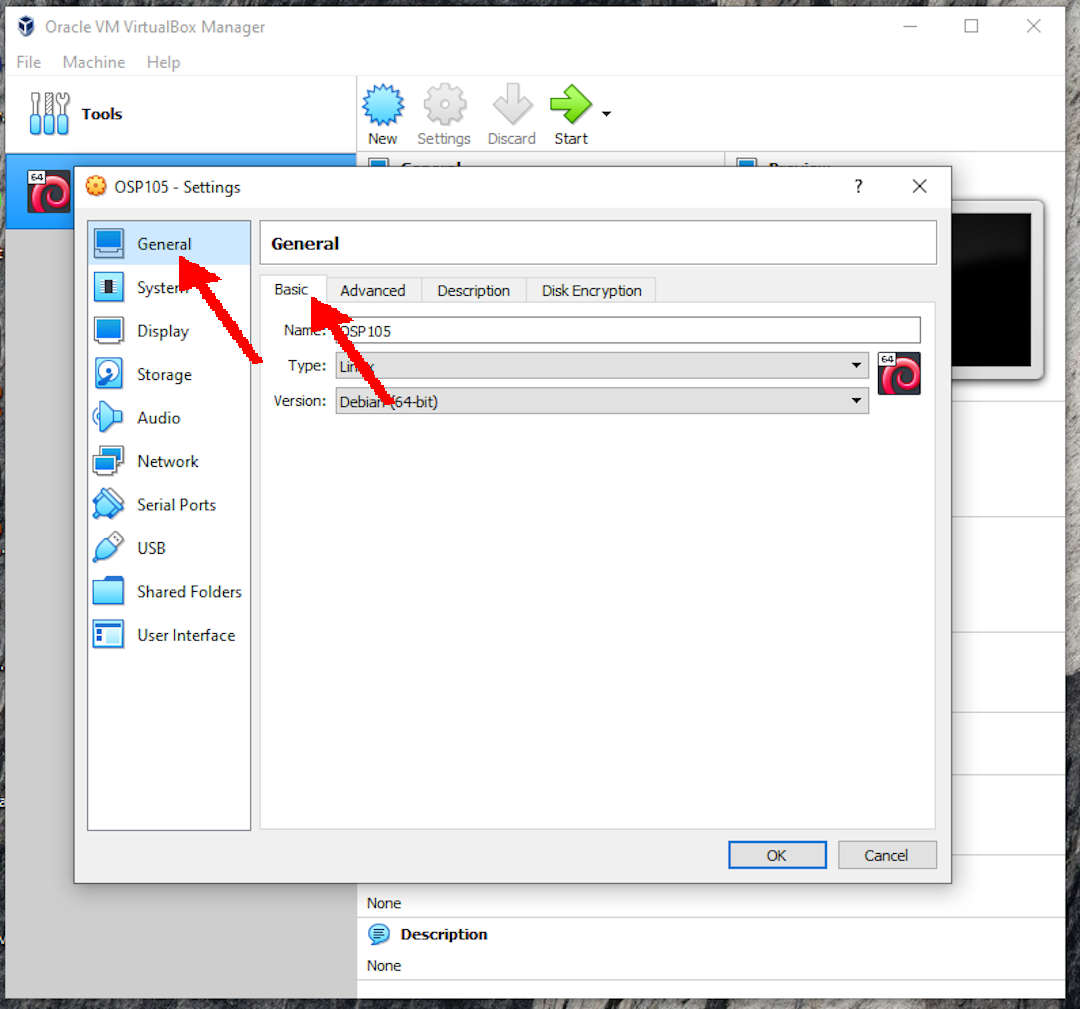 Oracle VM VirtualBox Manager
File Machine Help
Tools
New Settings Discard Start
64
OSP105 - Settings
?
General
System
Display
Storage
Audio
Network
Serial Ports
USB
Shared Folders
User Interface
General
Basic Advanced Description Disk Encryption
Name: OSP105
Type: Linux
64
Version: Debian (64-bit)
OK Cancel
None
Description
None